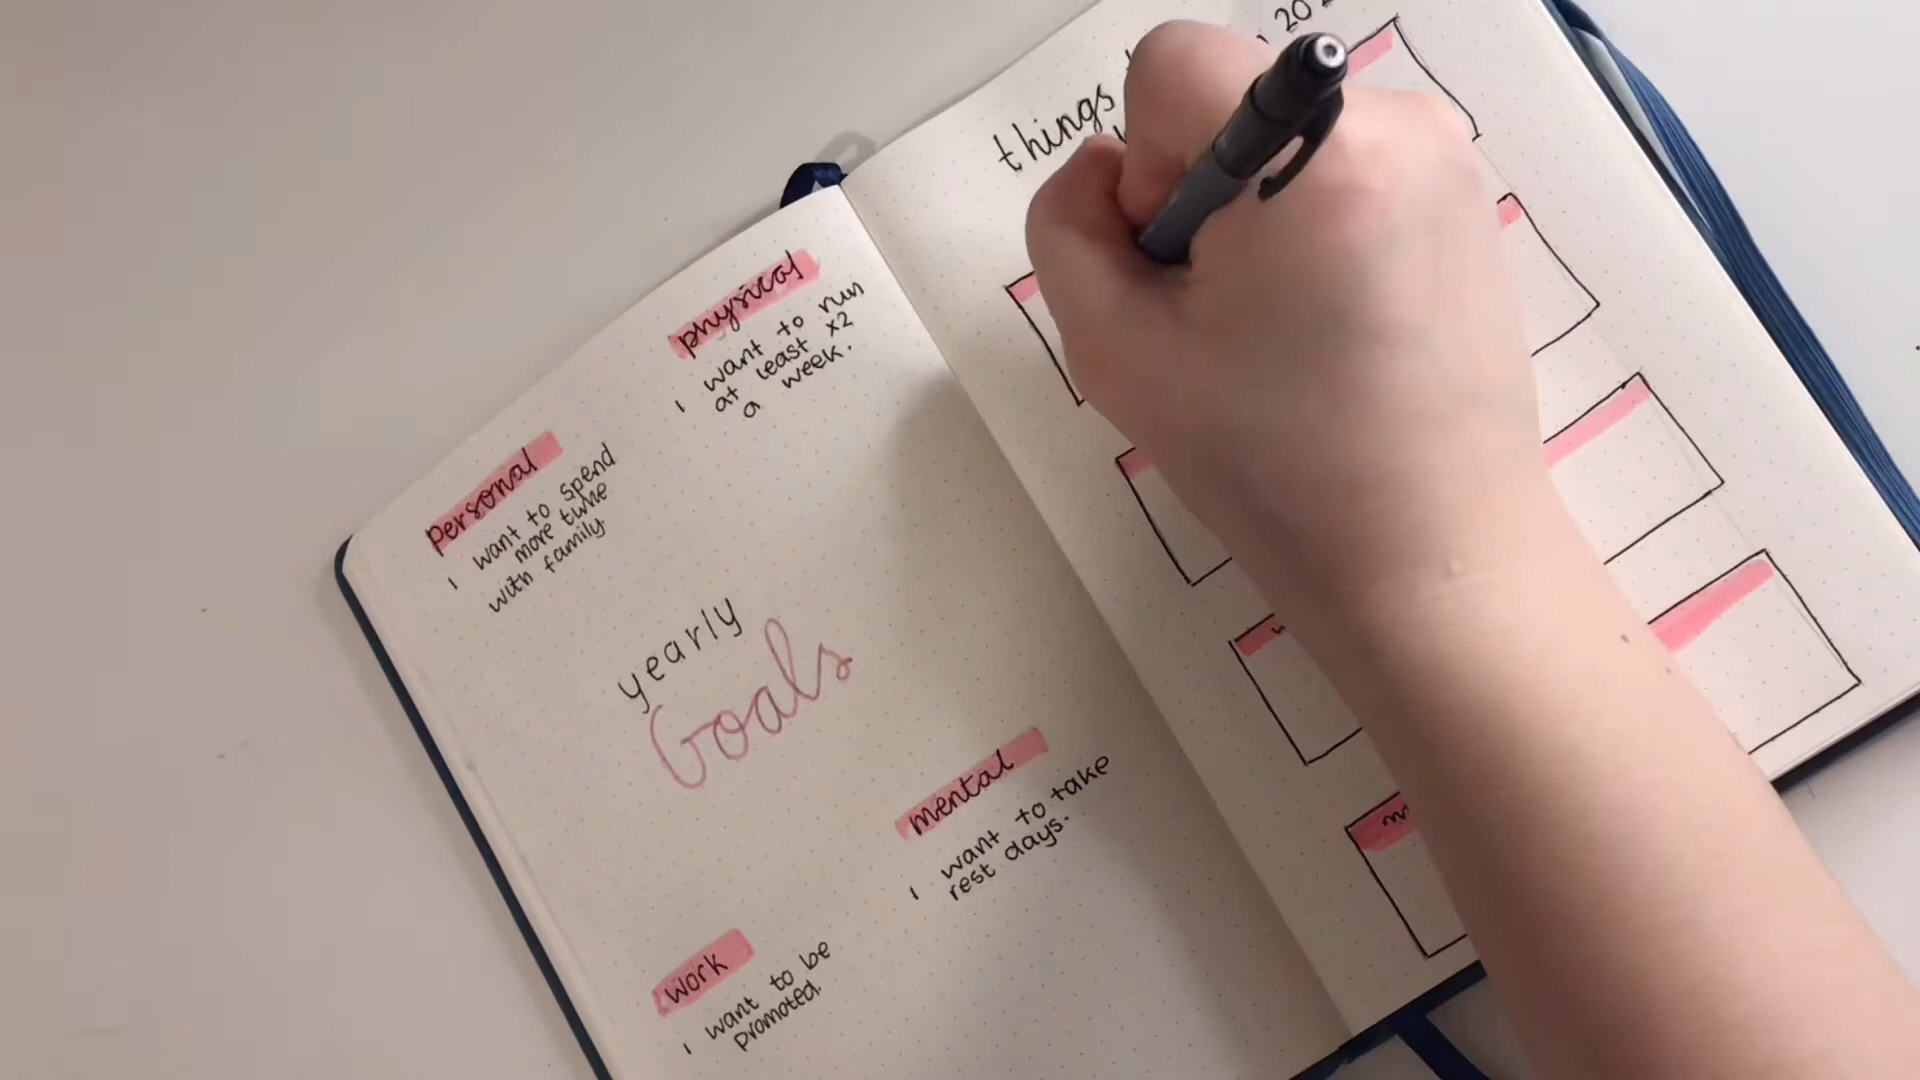 physical
I want to run
at least x2
a week.
personal
I want to spend
more time
with family.
yearly
Goals
mental
I want to take
rest days.
work
I want to be
promoted.
things